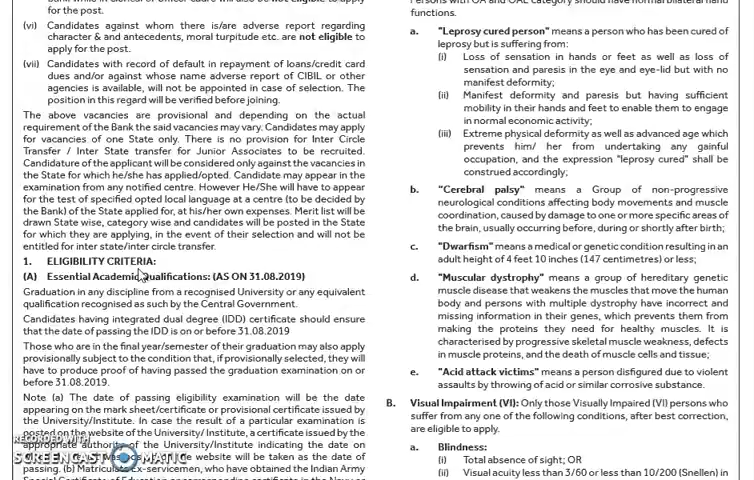 for the post.
(vi) Candidates against whom there is/are adverse report regarding
character & and antecedents, moral turpitude etc. are not eligible to
apply for the post.
(vii) Candidates with record of default in repayment of loans/credit card
dues and/or against whose name adverse report of CIBIL or other
agencies is available, will not be appointed in case of selection. The
position in this regard will be verified before joining.
The above vacancies are provisional and depending on the actual
requirement of the Bank the said vacancies may vary. Candidates may apply
for vacancies of one State only. There is no provision for Inter Circle
Transfer / Inter State transfer for Junior Associates to be recruited.
Candidature of the applicant will be considered only against the vacancies in
the State for which he/she has applied/opted. Candidate may appear in the
examination from any notified centre. However He/She will have to appear
for the test of specified opted local language at a centre (to be decided by
the Bank) of the State applied for, at his/her own expenses. Merit list will be
drawn State wise, category wise and candidates will be posted in the State
for which they are applying, in the event of their selection and will not be
entitled for inter state/inter circle transfer.
1. ELIGIBILITY CRITERIA:
(A) Essential Academic Qualifications: (AS ON 31.08.2019)
Graduation in any discipline from a recognised University or any equivalent
qualification recognised as such by the Central Government.
Candidates having integrated dual degree (IDD) certificate should ensure
that the date of passing the IDD is on or before 31.08.2019
Those who are in the final year/semester of their graduation may also apply
provisionally subject to the condition that, if provisionally selected, they will
have to produce proof of having passed the graduation examination on or
before 31.08.2019.
Note (a) The date of passing eligibility examination will be the date
appearing on the mark sheet/certificate or provisional certificate issued by
the University/Institute. In case the result of a particular examination is
posted on the website of the University/ Institute, a certificate issued by the
appropriate authority of the University/Institute indicating the date on
website will be taken as the date of
passing. (b) Matriculate Ex-servicemen, who have obtained the Indian Army
RECORDED WITH
SCREENCAST MATIC
functions.
a. "Leprosy cured person" means a person who has been cured of
leprosy but is suffering from:
(i) Loss of sensation in hands or feet as well as loss of
sensation and paresis in the eye and eye-lid but with no
manifest deformity;
(ii) Manifest deformity and paresis but having sufficient
mobility in their hands and feet to enable them to engage
in normal economic activity;
(iii) Extreme physical deformity as well as advanced age which
prevents him/ her from undertaking any gainful
occupation, and the expression "leprosy cured" shall be
construed accordingly;
b. "Cerebral palsy" means a Group of non-progressive
neurological conditions affecting body movements and muscle
coordination, caused by damage to one or more specific areas of
the brain, usually occurring before, during or shortly after birth;
c. "Dwarfism" means a medical or genetic condition resulting in an
adult height of 4 feet 10 inches (147 centimetres) or less;
d. "Muscular dystrophy" means a group of hereditary genetic
muscle disease that weakens the muscles that move the human
body and persons with multiple dystrophy have incorrect and
missing information in their genes, which prevents them from
making the proteins they need for healthy muscles. It is
characterised by progressive skeletal muscle weakness, defects
in muscle proteins, and the death of muscle cells and tissue;
e. "Acid attack victims" means a person disfigured due to violent
assaults by throwing of acid or similar corrosive substance.
B. Visual Impairment (VI): Only those Visually Impaired (VI) persons who
suffer from any one of the following conditions, after best correction,
are eligible to apply.
a. Blindness:
(i) Total absence of sight; OR
(ii) Visual acuity less than 3/60 or less than 10/200 (Snellen) in